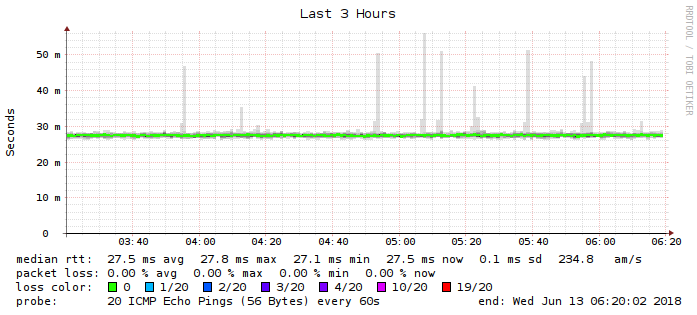 Last 3 Hours
RRDTOOL / TOBI OETIKER
Seconds
50 m
40 m
30 m
20 m
10 m
0
03:40 04:00 04:20 04:40 05:00 05:20 05:40 06:00 06:20
median rtt: 27.5 ms avg 27.8 ms max 27.1 ms min 27.5 ms now 0.1 ms sd 234.8 am/s
packet loss: 0.00 % avg 0.00 % max 0.00 % min 0.00 % now
loss color: 0 1/20 2/20 3/20 4/20 10/20 19/20
probe: 20 ICMP Echo Pings (56 Bytes) every 60s end: Wed Jun 13 06:20:02 2018